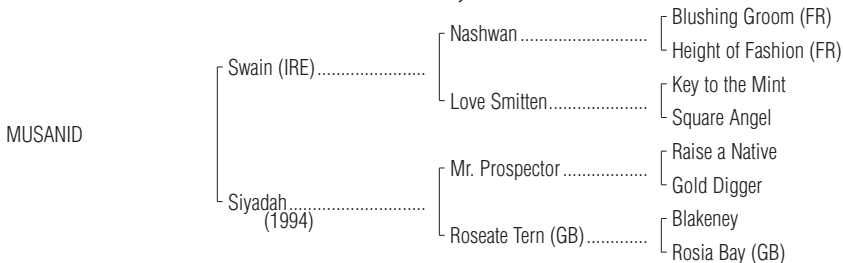 Blushing Groom (FR)
Nashwan
Height of Fashion (FR)
Swain (IRE)
Key to the Mint
Love Smitten
Square Angel
MUSANID
Raise a Native
Mr. Prospector
Gold Digger
Siyadah
(1994)
Blakeney
Roseate Tern (GB)
Rosia Bay (GB)